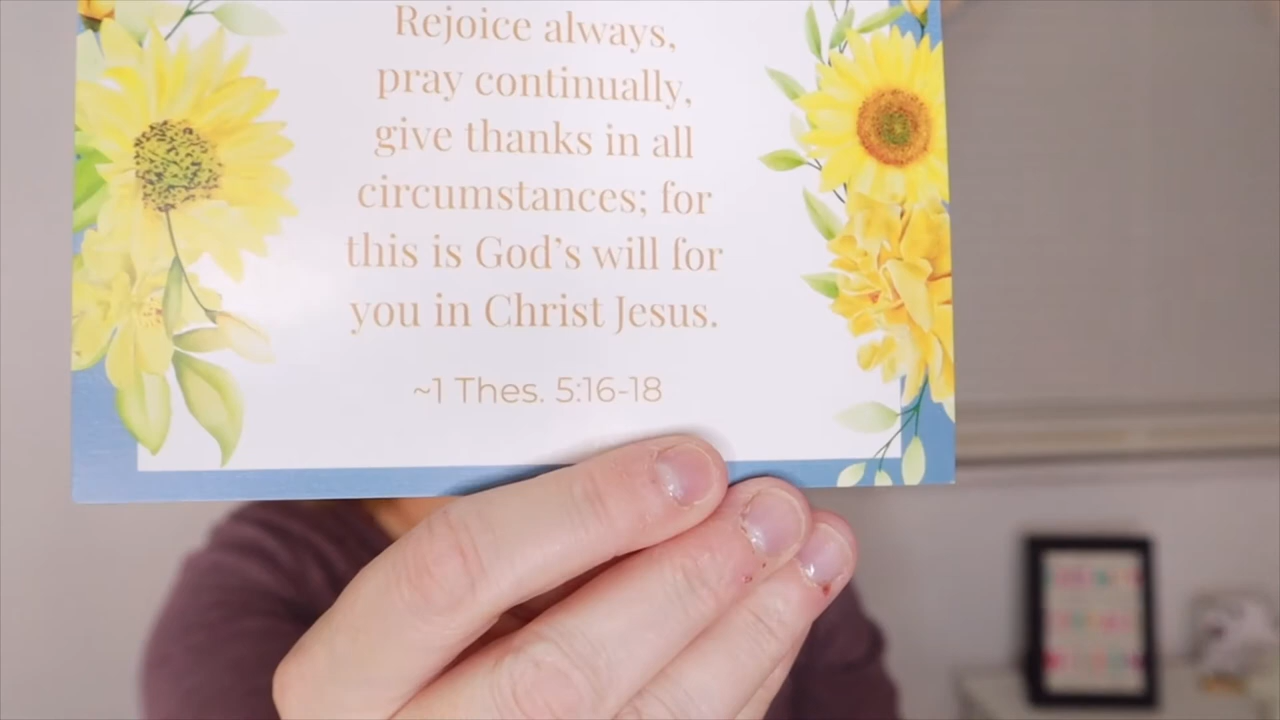 Rejoice always,
pray continually,
give thanks in all
circumstances; for
this is God’s will for
you in Christ Jesus.
~1 Thes. 5:16-18